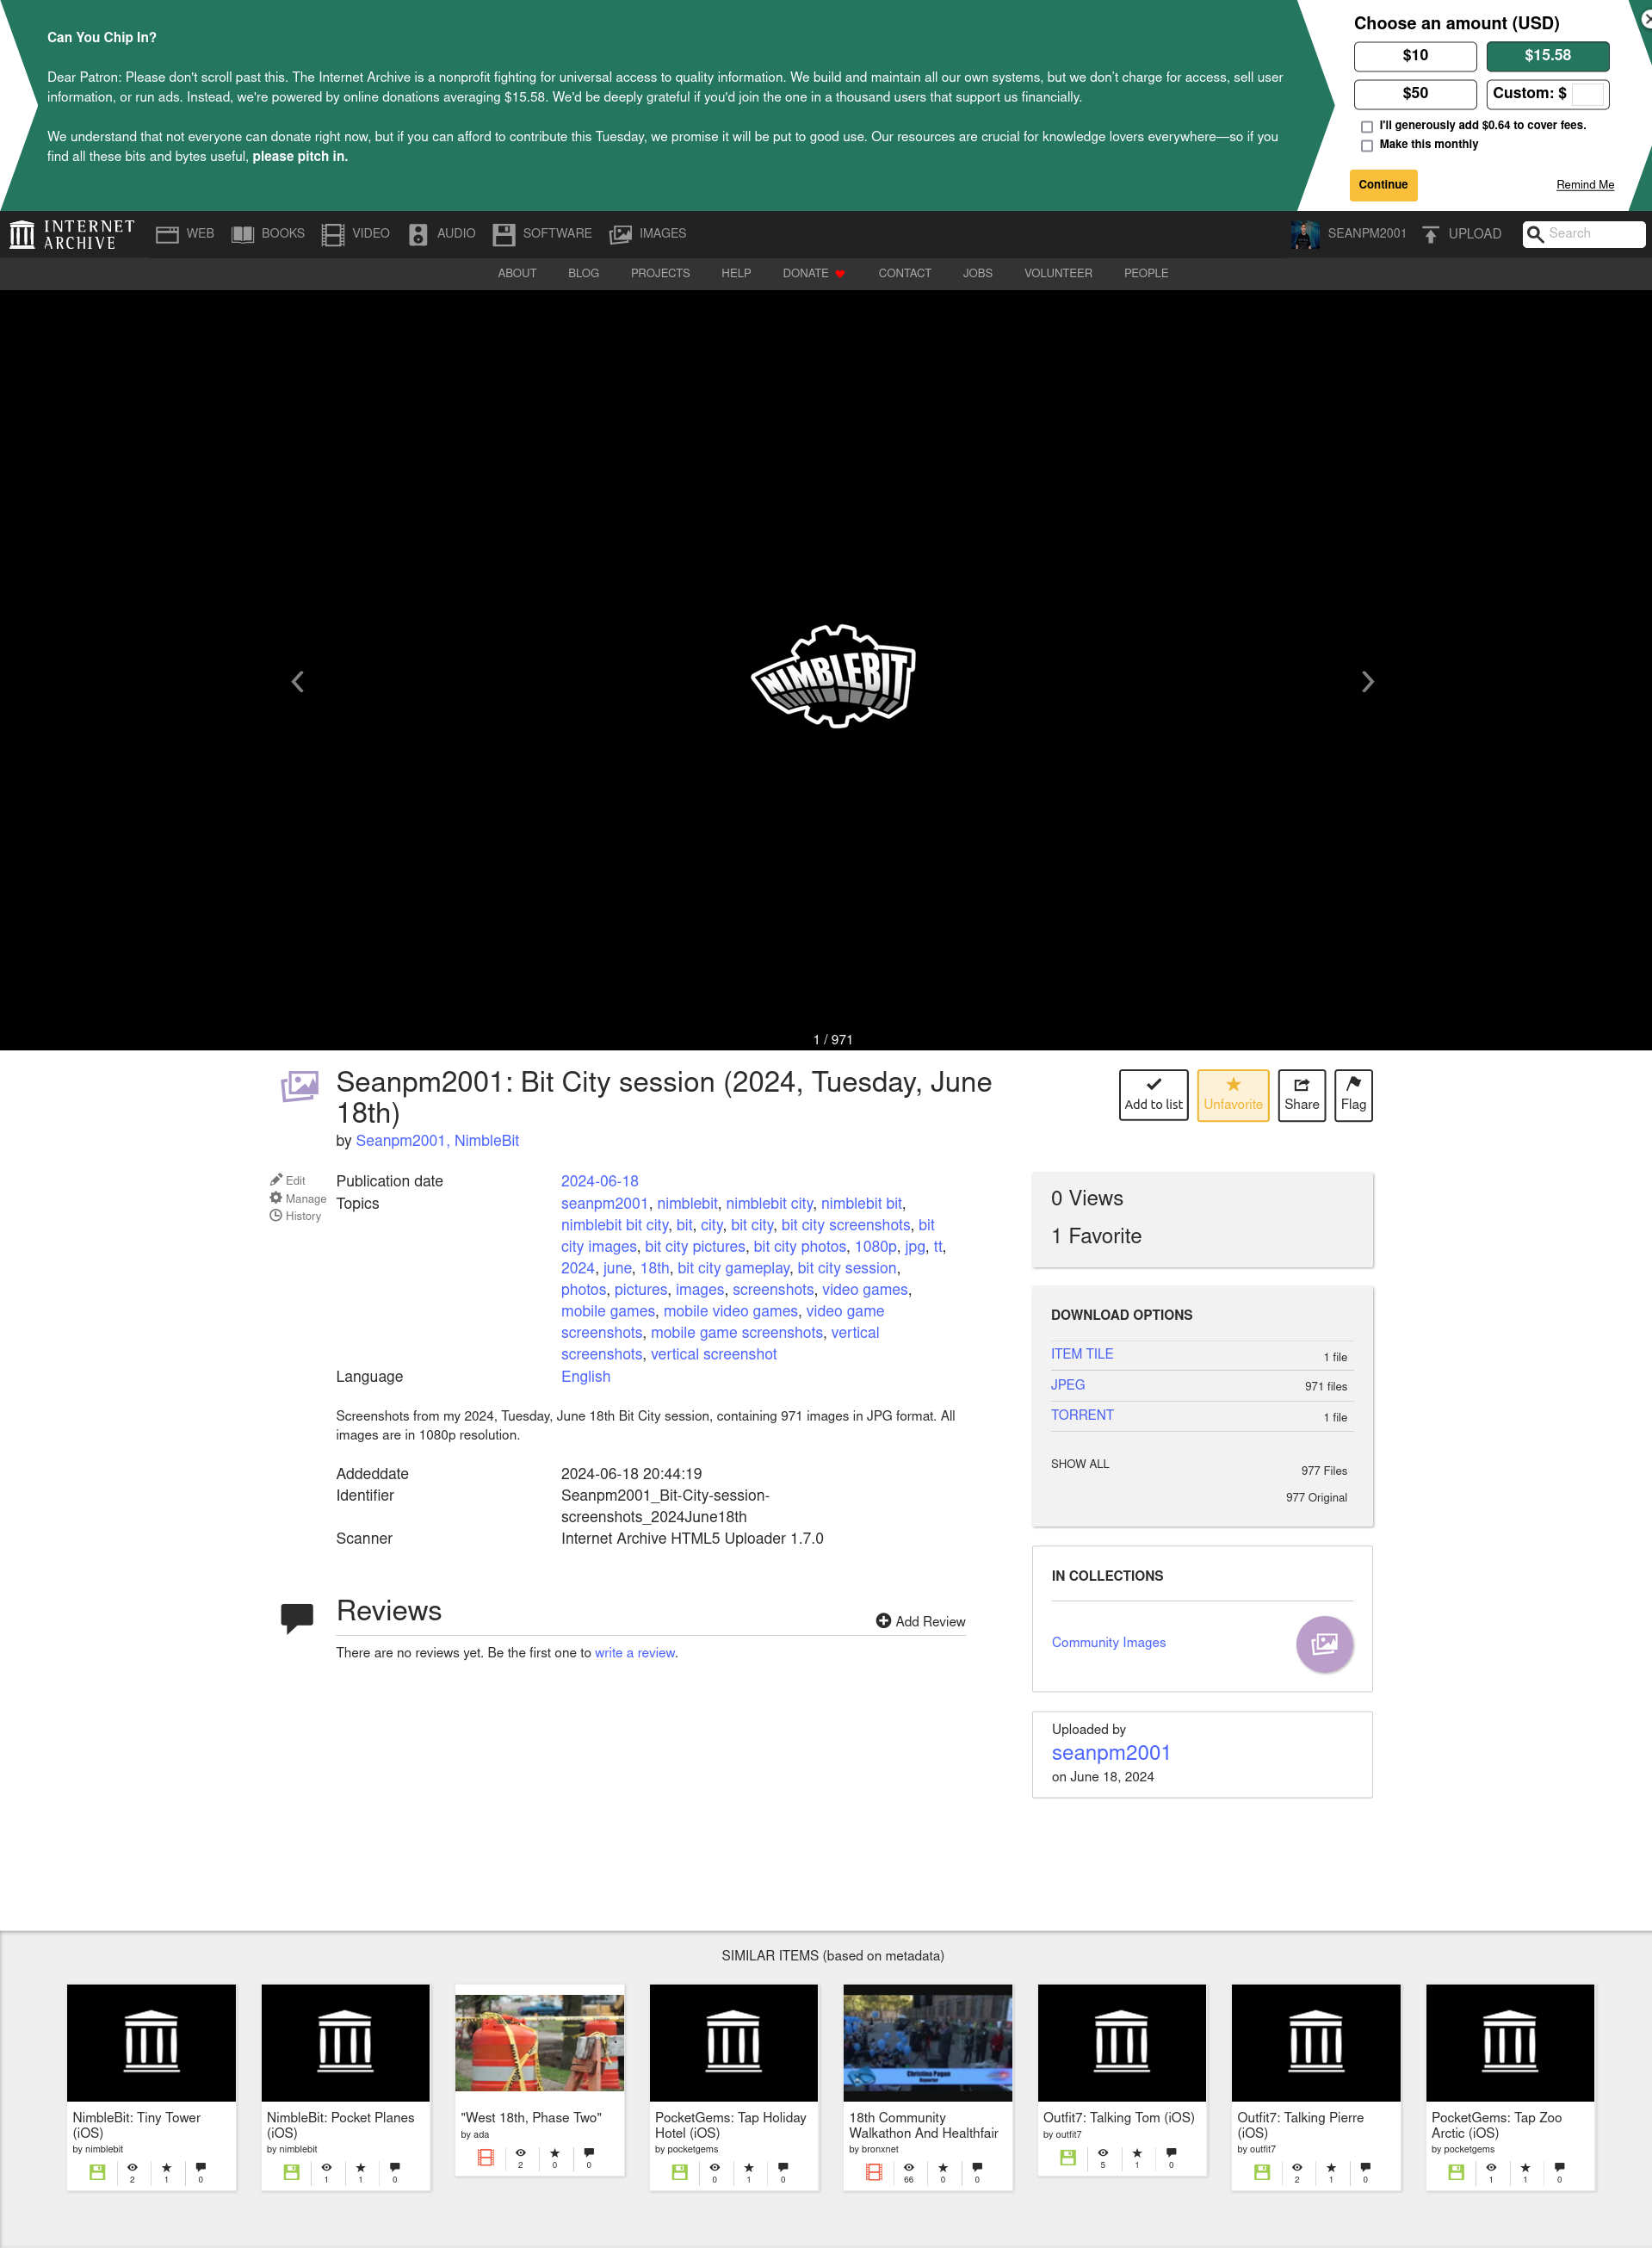 Can You Chip In?
Dear Patron: Please don't scroll past this. The Internet Archive is a nonprofit fighting for universal access to quality information. We build and maintain all our own systems, but we don’t charge for access, sell user
information, or run ads. Instead, we're powered by online donations averaging $15.58. We'd be deeply grateful if you'd join the one in a thousand users that support us financially.
We understand that not everyone can donate right now, but if you can afford to contribute this Tuesday, we promise it will be put to good use. Our resources are crucial for knowledge lovers everywhere—so if you
find all these bits and bytes useful, please pitch in.
Choose an amount (USD)
$10 $15.58
$50 Custom: $
I'll generously add $0.64 to cover fees.
Make this monthly
Continue Remind Me
INTERNET
ARCHIVE
WEB BOOKS VIDEO AUDIO SOFTWARE IMAGES SEANPM2001 UPLOAD Search
ABOUT BLOG PROJECTS HELP DONATE CONTACT JOBS VOLUNTEER PEOPLE
NIMBLEBIT
1 / 971
Seanpm2001: Bit City session (2024, Tuesday, June
18th)
by Seanpm2001, NimbleBit
Add to list Unfavorite Share Flag
Edit
Manage
History
Publication date 2024-06-18
Topics seanpm2001, nimblebit, nimblebit city, nimblebit bit,
nimblebit bit city, bit, city, bit city, bit city screenshots, bit
city images, bit city pictures, bit city photos, 1080p, jpg, tt,
2024, june, 18th, bit city gameplay, bit city session,
photos, pictures, images, screenshots, video games,
mobile games, mobile video games, video game
screenshots, mobile game screenshots, vertical
screenshots, vertical screenshot
Language English
Screenshots from my 2024, Tuesday, June 18th Bit City session, containing 971 images in JPG format. All
images are in 1080p resolution.
Addeddate 2024-06-18 20:44:19
Identifier Seanpm2001_Bit-City-session-
screenshots_2024June18th
Scanner Internet Archive HTML5 Uploader 1.7.0
Reviews
Add Review
There are no reviews yet. Be the first one to write a review.
0 Views
1 Favorite
DOWNLOAD OPTIONS
ITEM TILE 1 file
JPEG 971 files
TORRENT 1 file
SHOW ALL 977 Files
977 Original
IN COLLECTIONS
Community Images
Uploaded by
seanpm2001
on June 18, 2024
SIMILAR ITEMS (based on metadata)
NimbleBit: Tiny Tower
(iOS)
by nimblebit
2 1 0
NimbleBit: Pocket Planes
(iOS)
by nimblebit
1 1 0
"West 18th, Phase Two"
by ada
2 0 0
PocketGems: Tap Holiday
Hotel (iOS)
by pocketgems
0 1 0
Christina Pagan
Reporter
18th Community
Walkathon And Healthfair
by bronxnet
66 0 0
Outfit7: Talking Tom (iOS)
by outfit7
5 1 0
Outfit7: Talking Pierre
(iOS)
by outfit7
2 1 0
PocketGems: Tap Zoo
Arctic (iOS)
by pocketgems
1 1 0